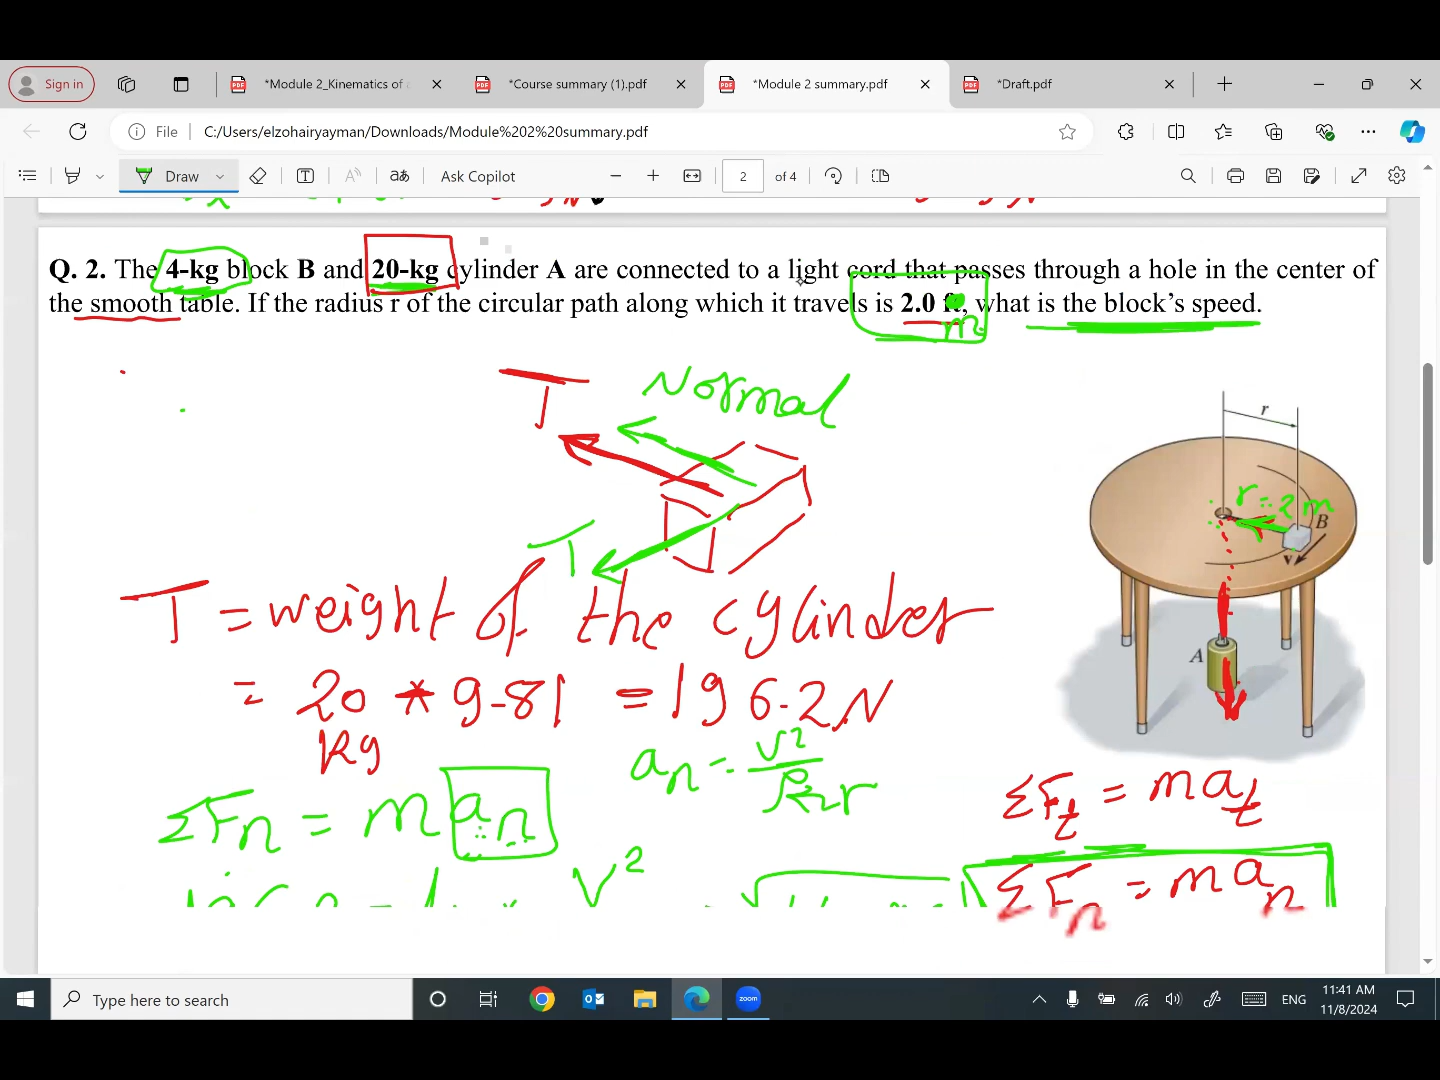 Sign in
*Module 2_Kinematics of a
*Course summary (1).pdf
*Module 2 summary.pdf
*Draft.pdf
File
C:/Users/elzohairyayman/Downloads/Module%202%20summary.pdf
Draw
Ask Copilot
2
of 4
Q. 2. The 4-kg block B and 20-kg cylinder A are connected to a light cord that passes through a hole in the center of
the smooth table. If the radius r of the circular path along which it travels is 2.0 ft, what is the block's speed.
m
T
Normal
r
r = 2 m
B
v
T
A
T = weight of the cylinder
= 20 * 9.81 = 196.2 N
kg
an = v²/r
ΣFt = mat
ΣFn = man
v²
ΣFn = man
Type here to search
zoom
ENG
11:41 AM
11/8/2024